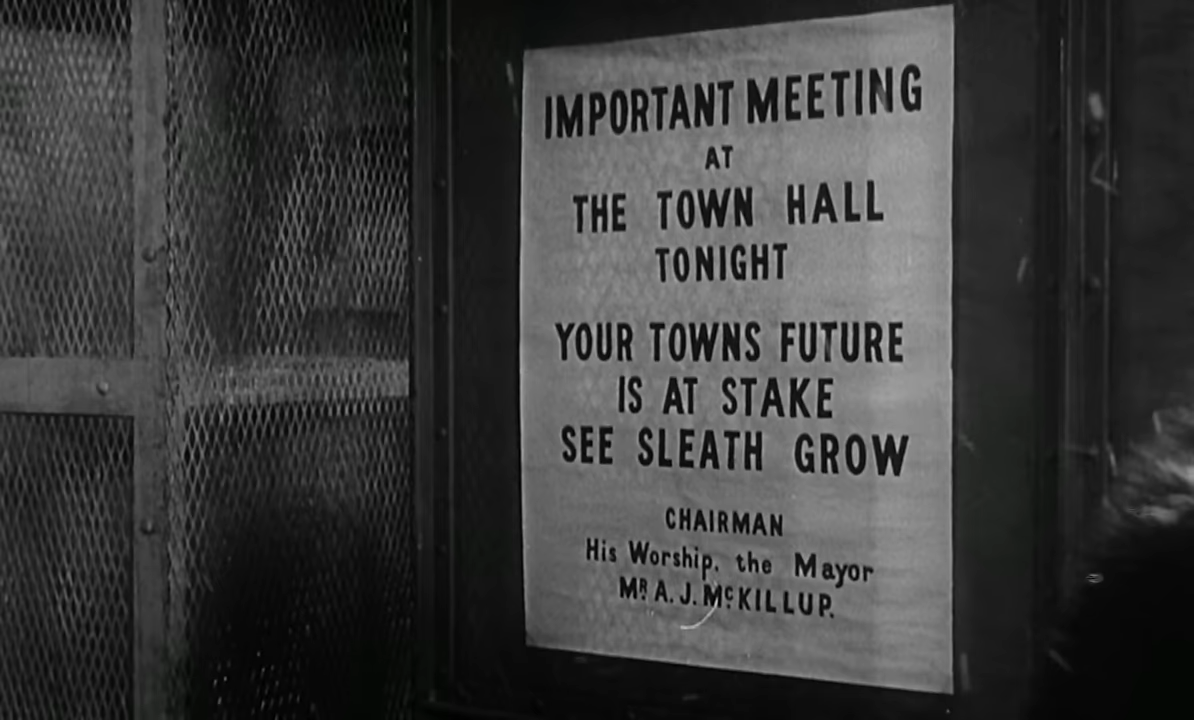 IMPORTANT MEETING
AT
THE TOWN HALL
TONIGHT
YOUR TOWNS FUTURE
IS AT STAKE
SEE SLEATH GROW
CHAIRMAN
His Worship. the Mayor
MR A. J. McKILLUP.